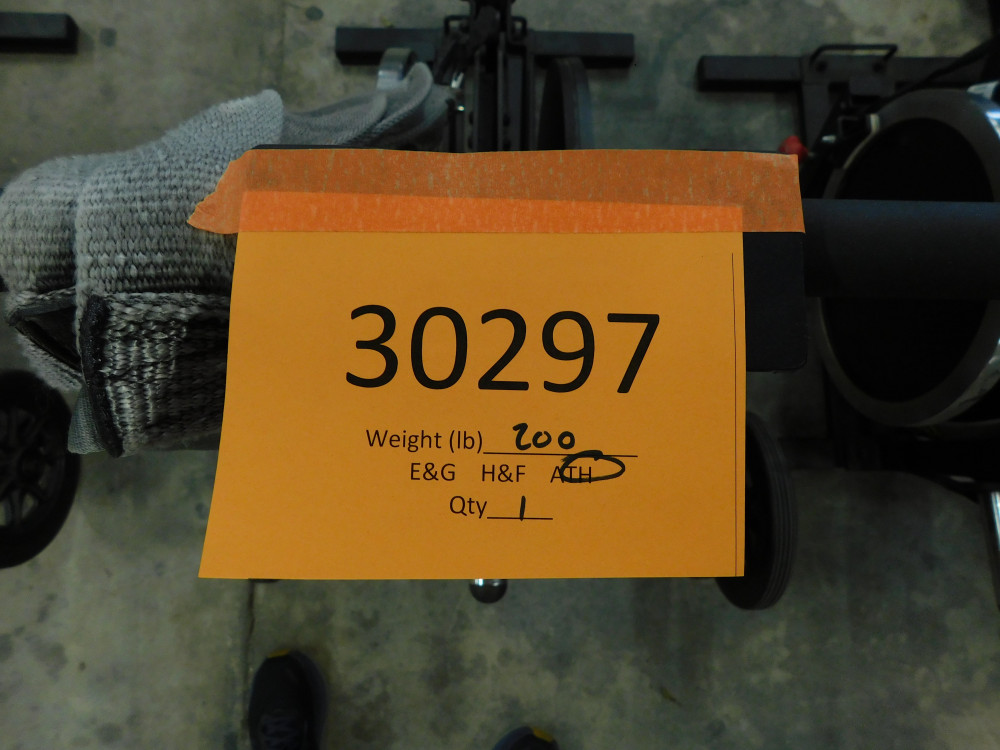 30297
Weight (lb) 200
E&G H&F ATH
Qty 1